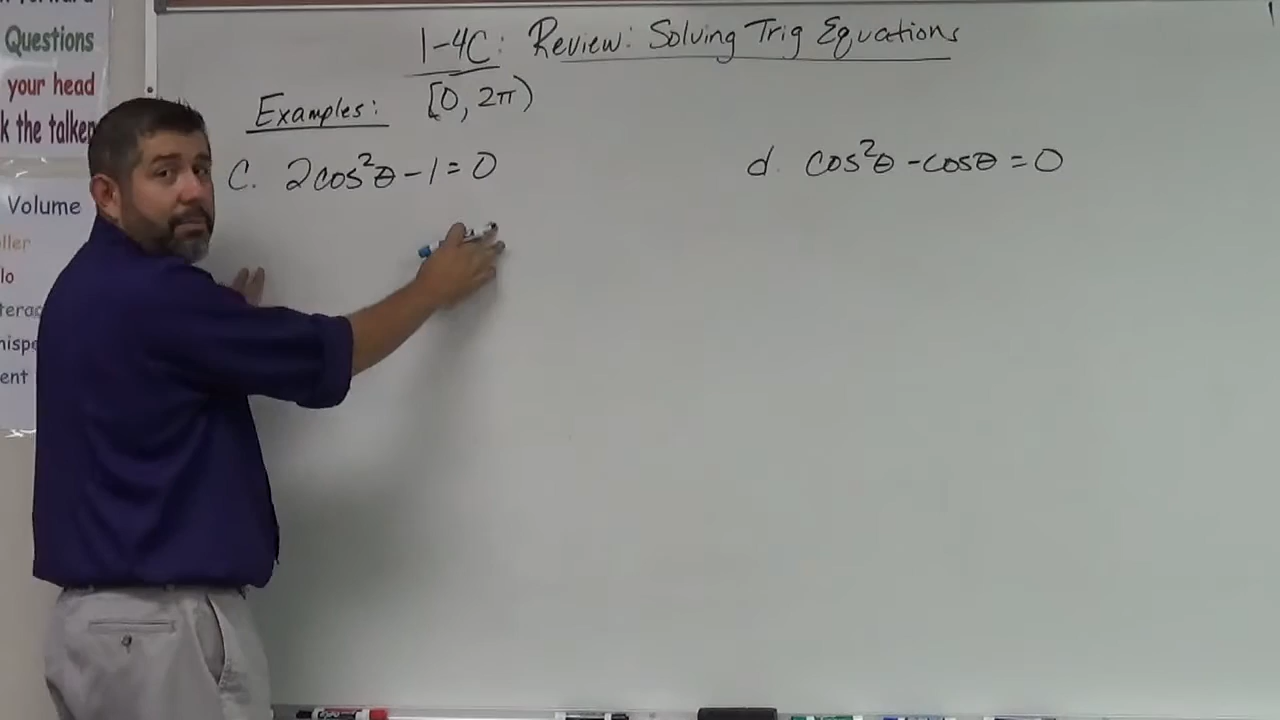 Questions
your head
k the talker
Volume
1-4C: Review: Solving Trig Equations
Examples: [0, 2π)
c. 2cos²θ - 1 = 0
d. cos²θ - cosθ = 0